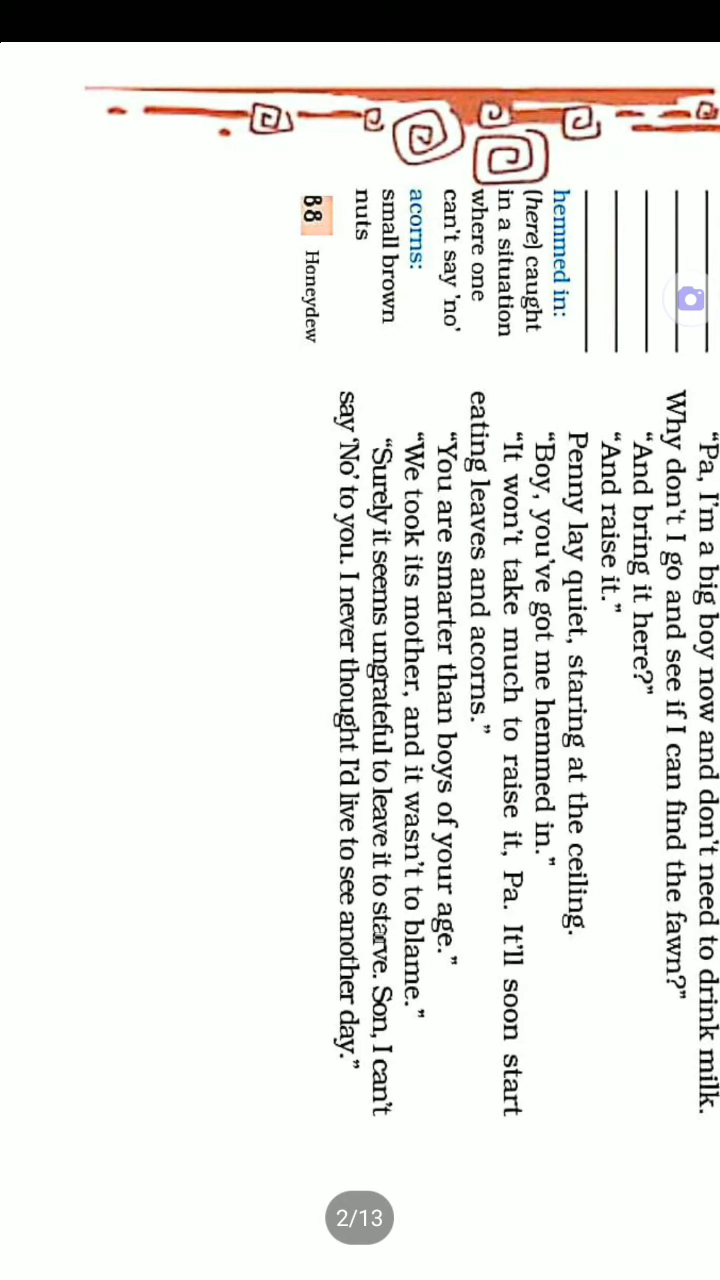 “Pa, I’m a big boy now and don’t need to drink milk.
Why don’t I go and see if I can find the fawn?”
“And bring it here?”
“And raise it.”
Penny lay quiet, staring at the ceiling.
“Boy, you’ve got me hemmed in.”
“It won’t take much to raise it, Pa. It’ll soon start
eating leaves and acorns.”
“You are smarter than boys of your age.”
“We took its mother, and it wasn’t to blame.”
“Surely it seems ungrateful to leave it to starve. Son, I can’t
say ‘No’ to you. I never thought I’d live to see another day.”
hemmed in:
(here) caught
in a situation
where one
can’t say ‘no’
acorns:
small brown
nuts
88 Honeydew
2/13